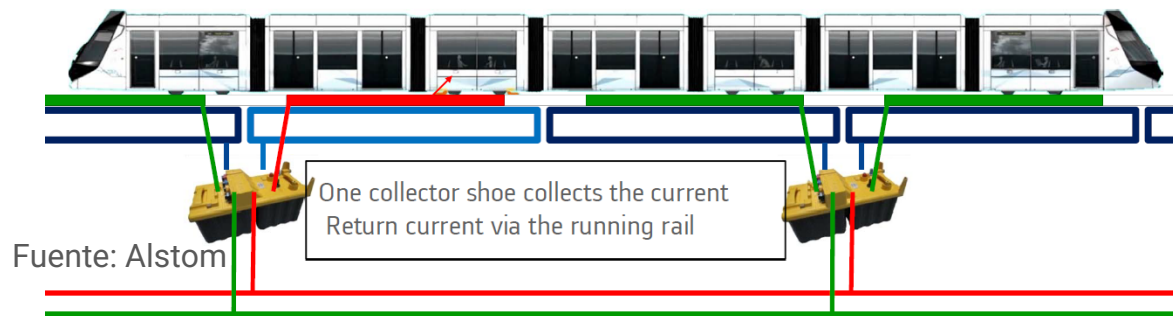 One collector shoe collects the current
Return current via the running rail
Fuente: Alstom